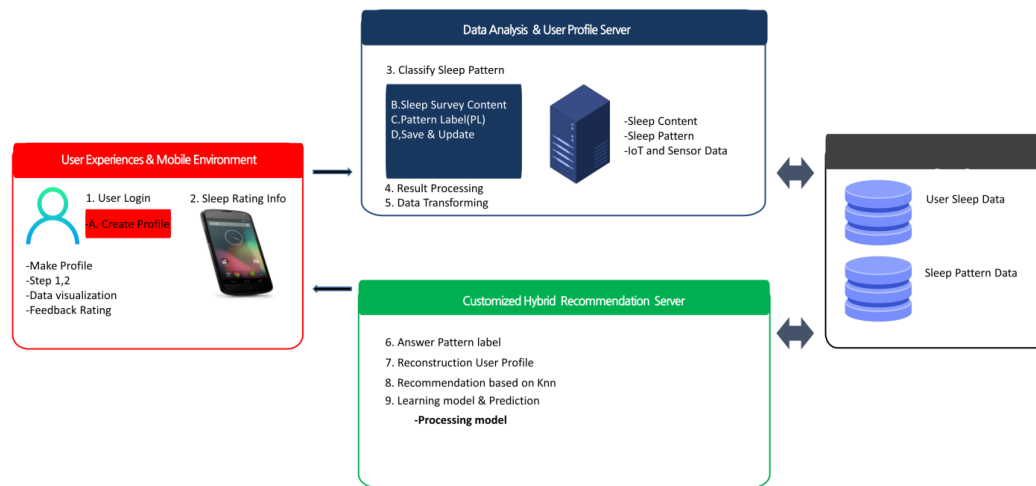 Data Analysis & User Profile Server
3. Classify Sleep Pattern
B.Sleep Survey Content
C.Pattern Label(PL)
D,Save & Update
-Sleep Content
-Sleep Pattern
-IoT and Sensor Data
4. Result Processing
5. Data Transforming
User Experiences & Mobile Environment
1. User Login
2. Sleep Rating Info
-A. Create Profile
-Make Profile
-Step 1,2
-Data visualization
-Feedback Rating
User Sleep Data
Sleep Pattern Data
Customized Hybrid Recommendation Server
6. Answer Pattern label
7. Reconstruction User Profile
8. Recommendation based on Knn
9. Learning model & Prediction
-Processing model